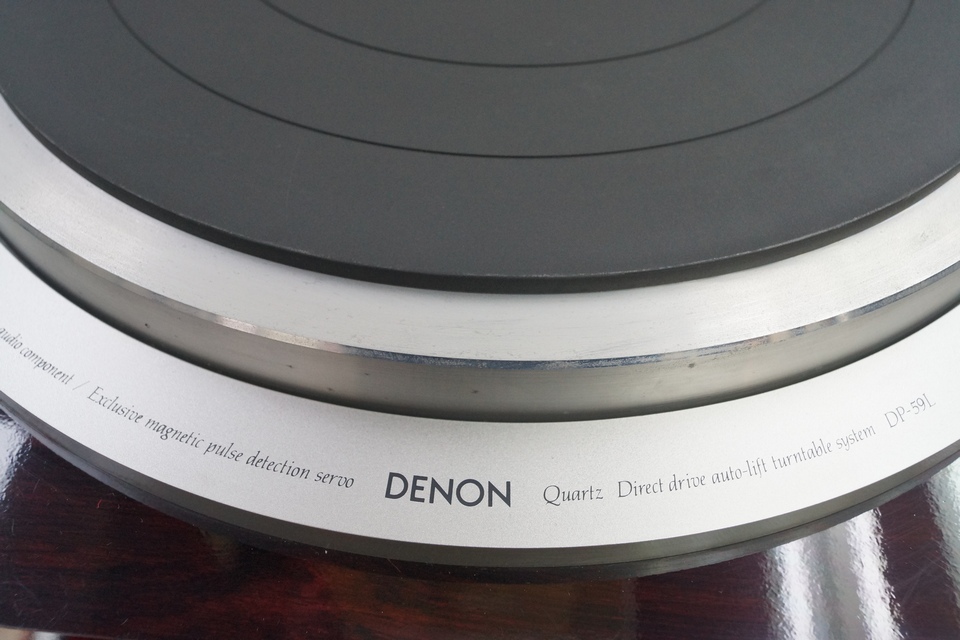 audio component / Exclusive magnetic pulse detection servo DENON Quartz Direct drive auto-lift turntable system DP-59L